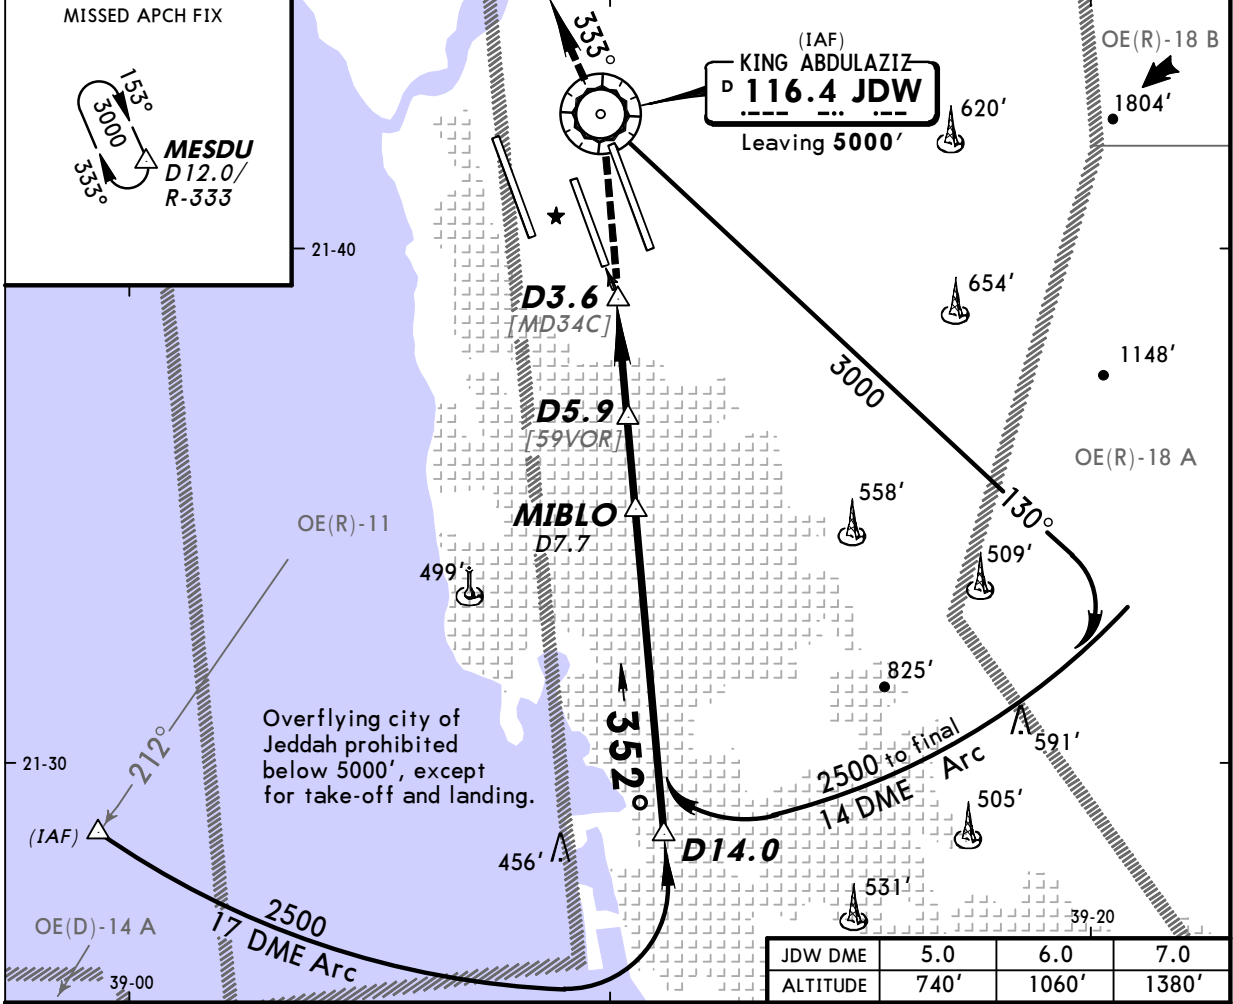 MISSED APCH FIX
153°
3000
333°
MESDU
D12.0/
R-333
333°
(IAF)
KING ABDULAZIZ
D 116.4 JDW
Leaving 5000'
OE(R)-18 B
1804'
620'
21-40
654'
D3.6
[MD34C]
3000
1148'
D5.9
[59VOR]
OE(R)-18 A
130°
558'
OE(R)-11
MIBLO
D7.7
509'
499'
825'
352°
Overflying city of
Jeddah prohibited
below 5000', except
for take-off and landing.
212°
21-30
591'
2500 to final
14 DME Arc
505'
(IAF)
456'
D14.0
531'
2500
17 DME Arc
OE(D)-14 A
39-20
39-00
JDW DME 5.0 6.0 7.0
ALTITUDE 740' 1060' 1380'